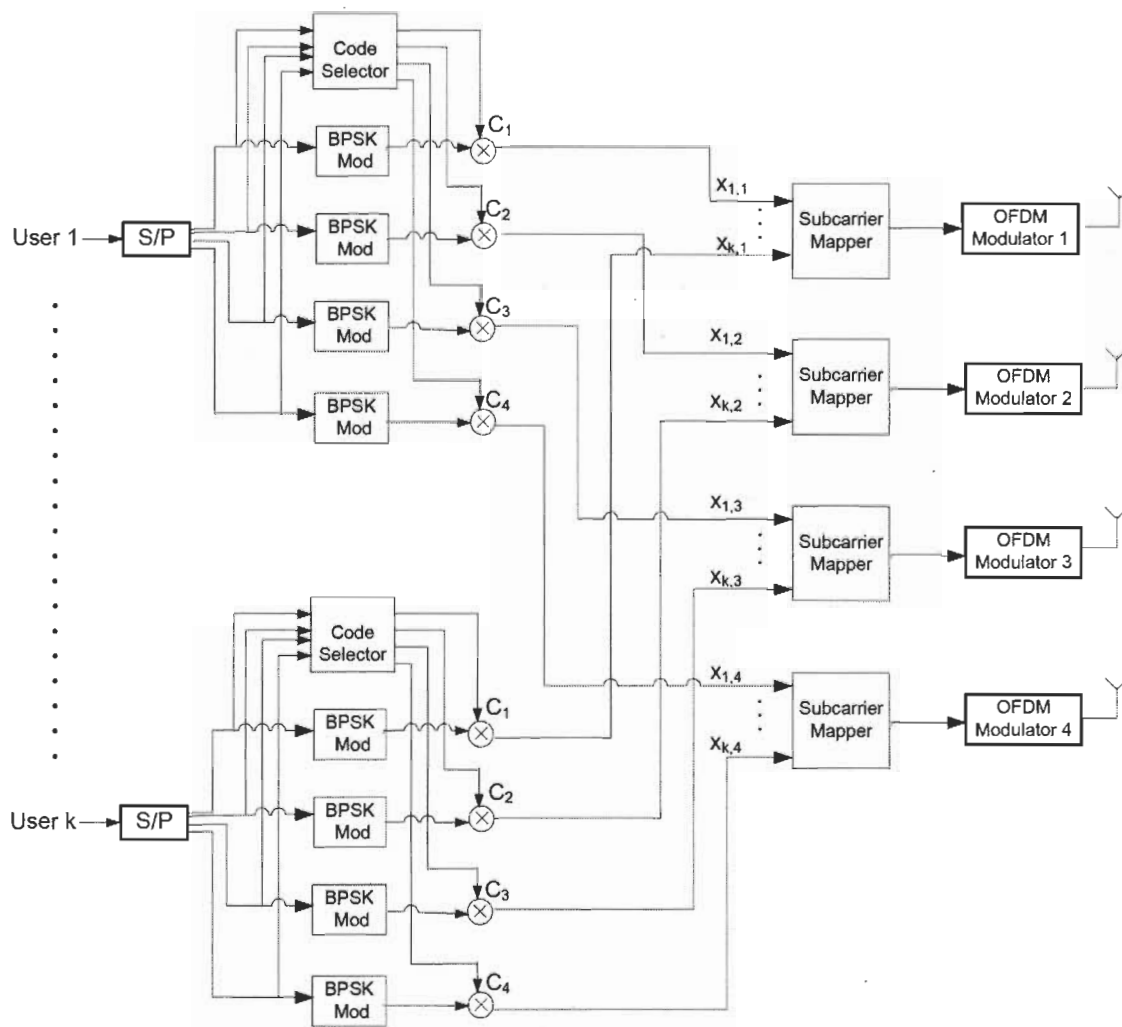 Code
Selector
C1
BPSK
Mod
C2
BPSK
Mod
C3
BPSK
Mod
C4
BPSK
Mod
User 1
S/P
X1,1
Xk,1
Subcarrier
Mapper
OFDM
Modulator 1
X1,2
Xk,2
Subcarrier
Mapper
OFDM
Modulator 2
X1,3
Xk,3
Subcarrier
Mapper
OFDM
Modulator 3
X1,4
Xk,4
Subcarrier
Mapper
OFDM
Modulator 4
Code
Selector
C1
BPSK
Mod
C2
BPSK
Mod
C3
BPSK
Mod
C4
BPSK
Mod
User k
S/P